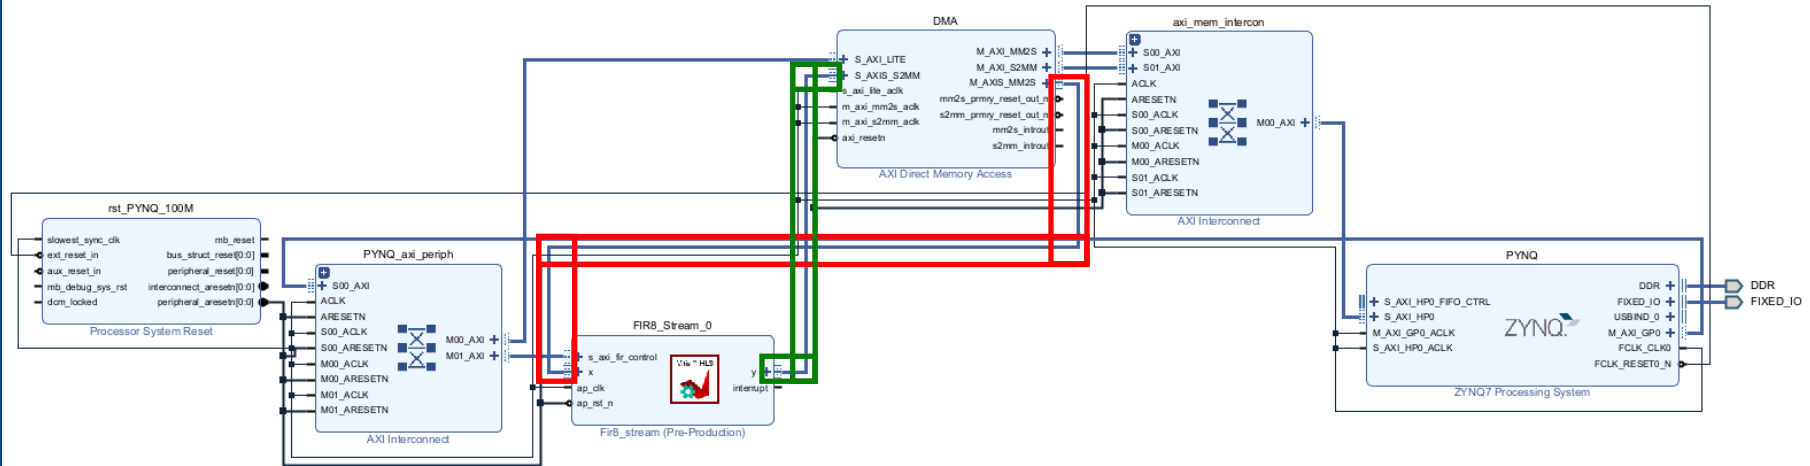 DMA
S_AXI_LITE
S_AXIS_S2MM
s_axi_lite_aclk
m_axi_mm2s_aclk
m_axi_s2mm_aclk
axi_resetn
M_AXI_MM2S
M_AXI_S2MM
M_AXIS_MM2S
mm2s_prmry_reset_out_n
s2mm_prmry_reset_out_n
mm2s_introut
s2mm_introut
AXI Direct Memory Access
axi_mem_intercon
S00_AXI
S01_AXI
ACLK
ARESETN
S00_ACLK
S00_ARESETN
M00_ACLK
M00_ARESETN
S01_ACLK
S01_ARESETN
M00_AXI
AXI Interconnect
rst_PYNQ_100M
slowest_sync_clk
ext_reset_in
aux_reset_in
mb_debug_sys_rst
dcm_locked
mb_reset
bus_struct_reset[0:0]
peripheral_reset[0:0]
interconnect_aresetn[0:0]
peripheral_aresetn[0:0]
Processor System Reset
PYNQ_axi_periph
S00_AXI
ACLK
ARESETN
S00_ACLK
S00_ARESETN
M00_ACLK
M00_ARESETN
M01_ACLK
M01_ARESETN
M00_AXI
M01_AXI
AXI Interconnect
FIR8_Stream_0
s_axi_fir_control
x
ap_clk
ap_rst_n
y
interrupt
Fir8_stream (Pre-Production)
PYNQ
S_AXI_HP0_FIFO_CTRL
S_AXI_HP0
M_AXI_GP0_ACLK
S_AXI_HP0_ACLK
ZYNQ
DDR
FIXED_IO
USBIND_0
M_AXI_GP0
FCLK_CLK0
FCLK_RESET0_N
ZYNQ7 Processing System
DDR
FIXED_IO